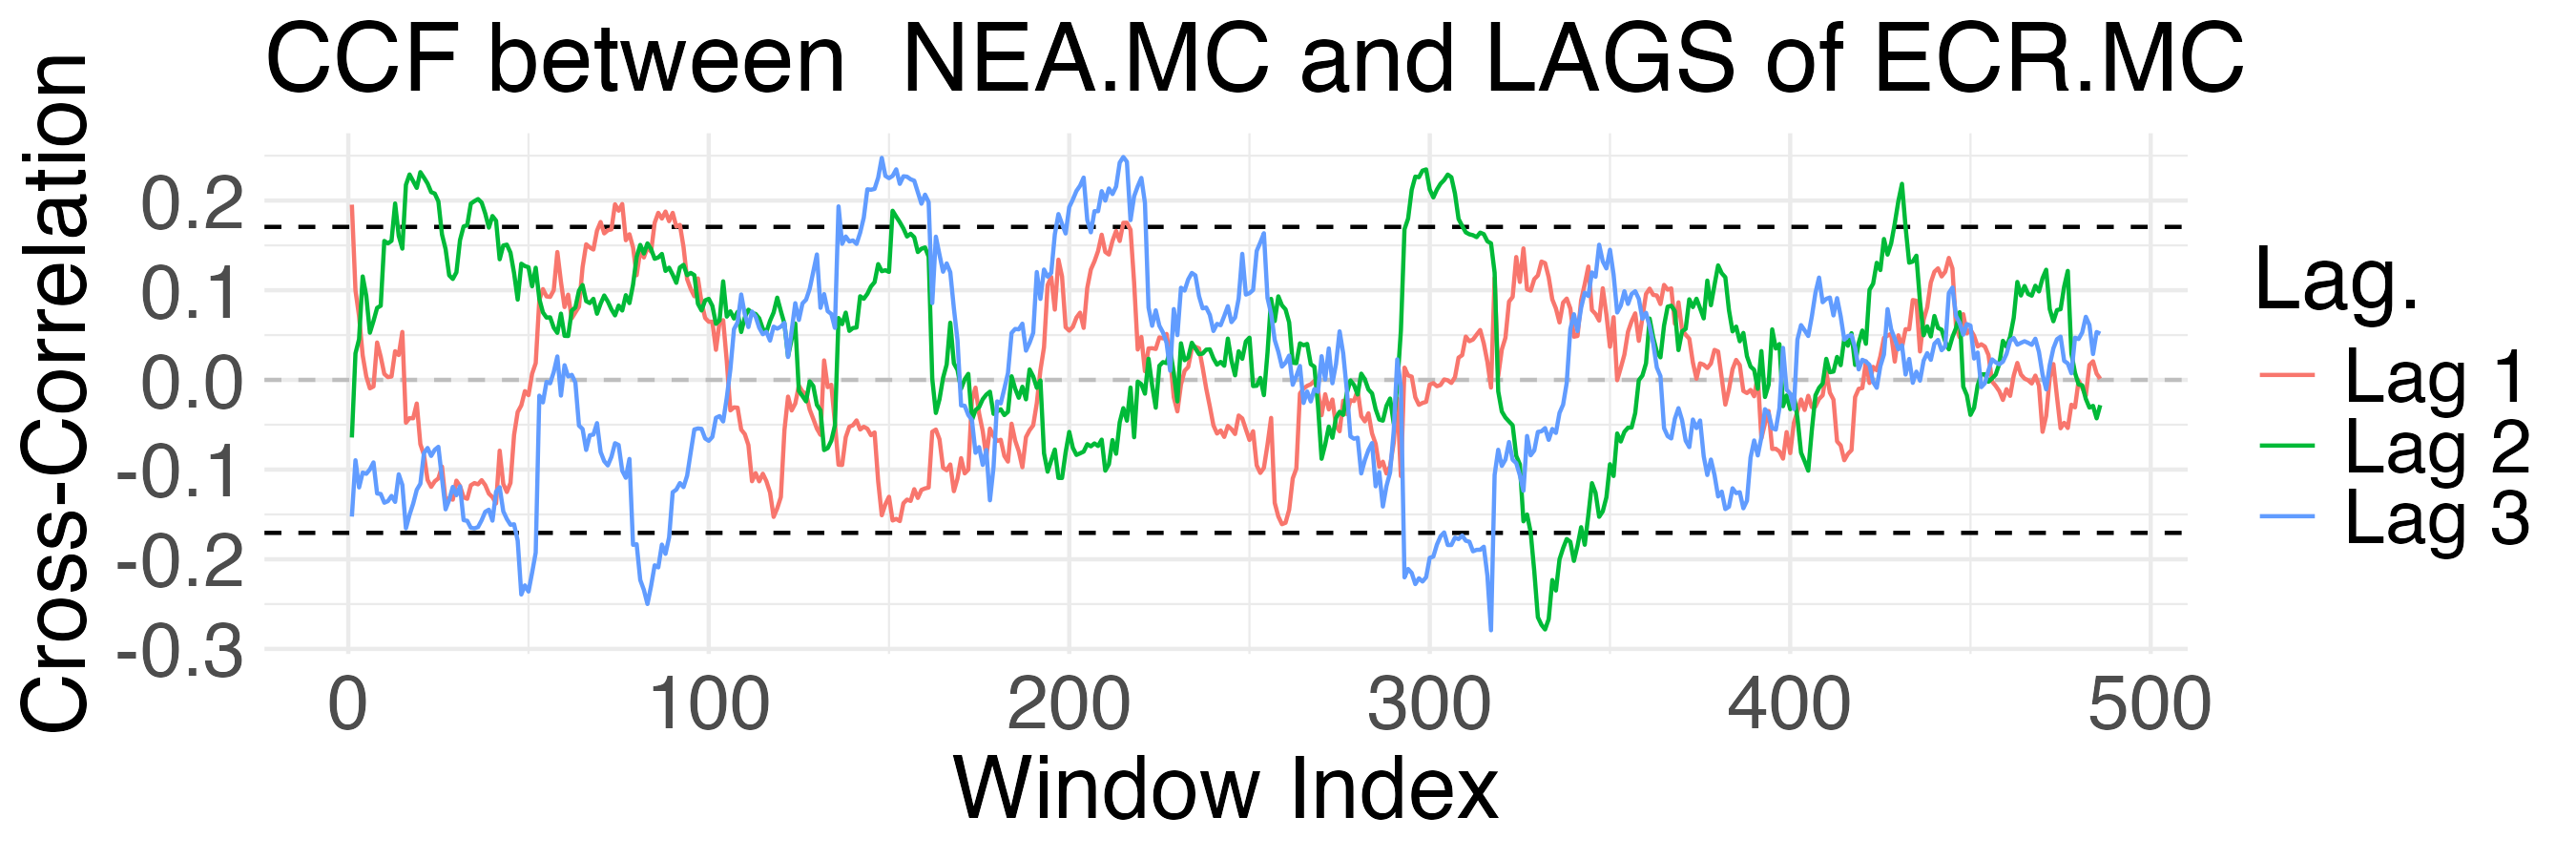 CCF between  NEA.MC and LAGS of ECR.MC
Cross-Correlation
0.2
0.1
0.0
-0.1
-0.2
-0.3
0 100 200 300 400 500
Window Index
Lag.
Lag 1
Lag 2
Lag 3